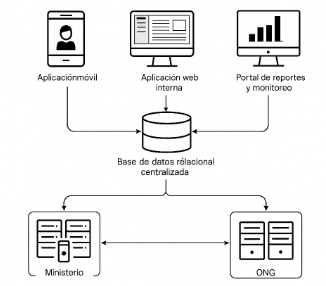 Aplicaciónmóvil
Aplicación web
interna
Portal de reportes
y monitoreo
Base de datos rélacional
centralizada
Ministerio
ONG